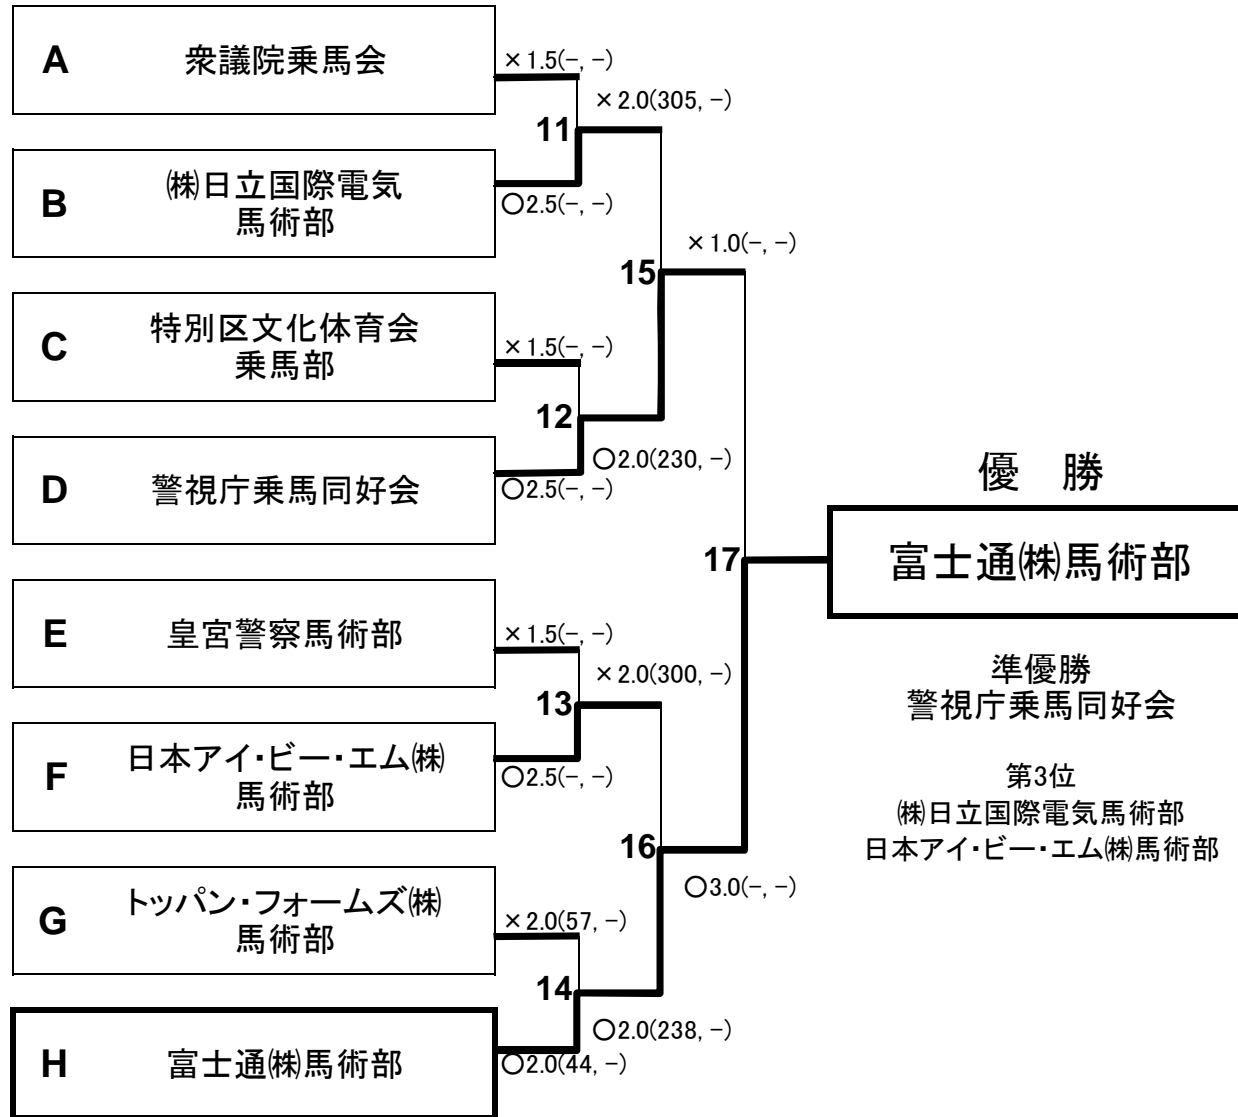 A 衆議院乗馬会
×1.5(−, −)
×2.0(305, −)
11
B ㈱日立国際電気
馬術部
○2.5(−, −)
×1.0(−, −)
15
C 特別区文化体育会
乗馬部
×1.5(−, −)
12
○2.0(230, −)
D 警視庁乗馬同好会
○2.5(−, −)
優 勝
17
富士通㈱馬術部
E 皇宮警察馬術部
×1.5(−, −)
×2.0(300, −)
13
準優勝
警視庁乗馬同好会
F 日本アイ・ビー・エム㈱
馬術部
○2.5(−, −)
第3位
㈱日立国際電気馬術部
日本アイ・ビー・エム㈱馬術部
16
○3.0(−, −)
G トッパン・フォームズ㈱
馬術部
×2.0(57, −)
14
○2.0(238, −)
H 富士通㈱馬術部
○2.0(44, −)